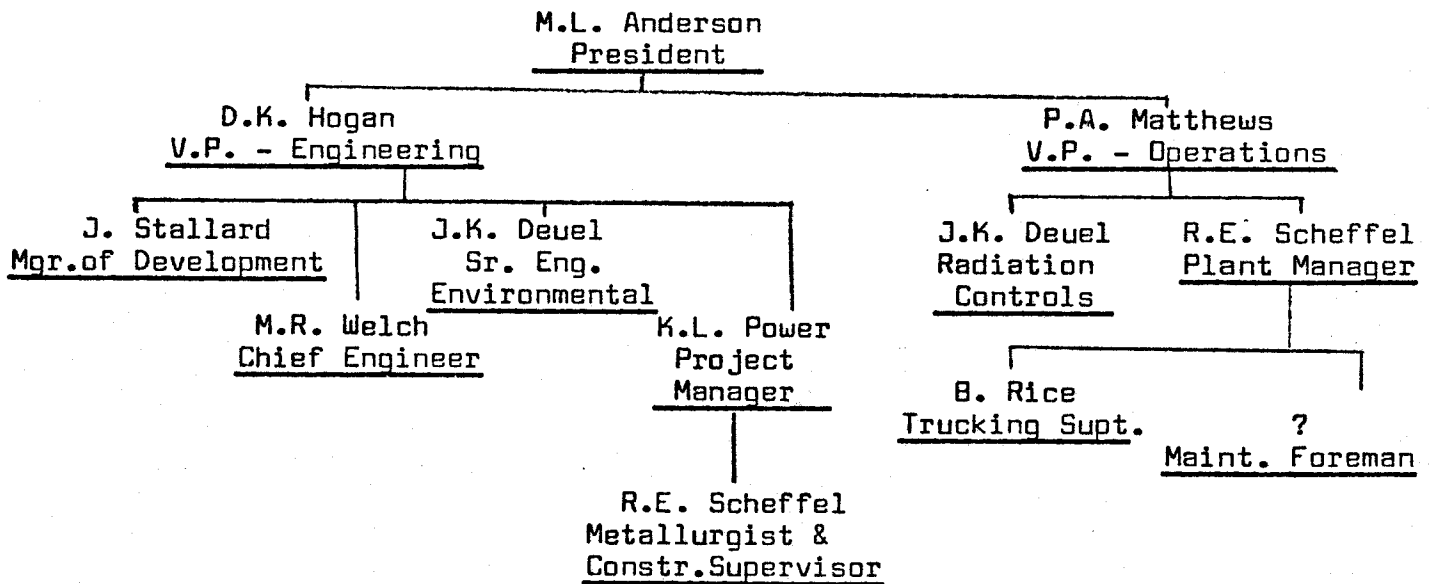 M.L. Anderson
President
D.K. Hogan
V.P. - Engineering
P.A. Matthews
V.P. - Operations
J. Stallard
Mgr.of Development
M.R. Welch
Chief Engineer
J.K. Deuel
Sr. Eng.
Environmental
K.L. Power
Project
Manager
R.E. Scheffel
Metallurgist &
Constr.Supervisor
J.K. Deuel
Radiation
Controls
R.E. Scheffel
Plant Manager
B. Rice
Trucking Supt.
?
Maint. Foreman